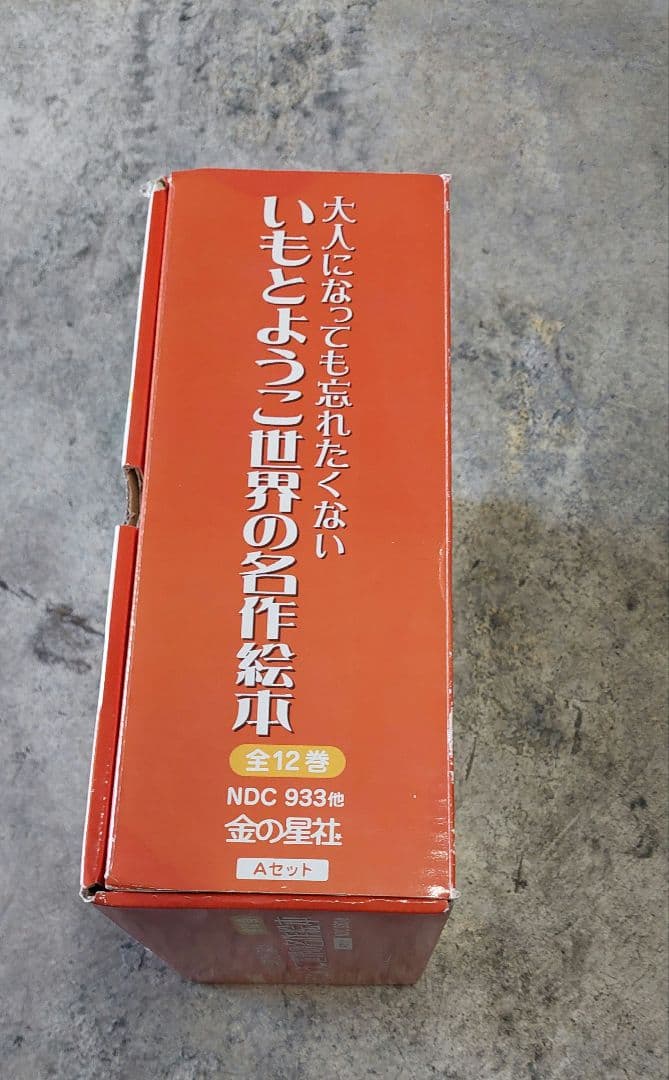 大人になっても忘れたくない
いもとようこ世界の名作絵本
全12巻
NDC 933他
金の星社
Aセット